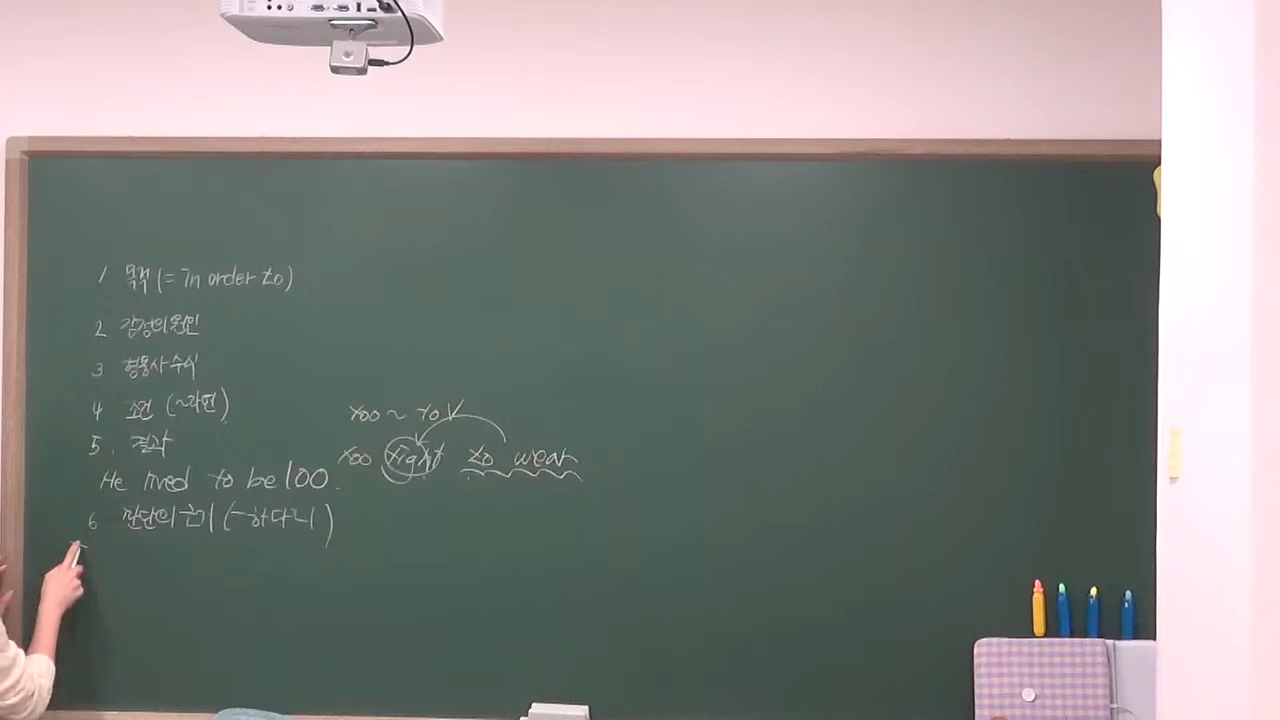 1 목적 (= in order to)
2 감정의 원인
3 형용사 수식
4 조건 (~라면)
5. 결과
He lived to be 100.
6 판단의 근거 (~하다니)
too ~ to V
too tight to wear